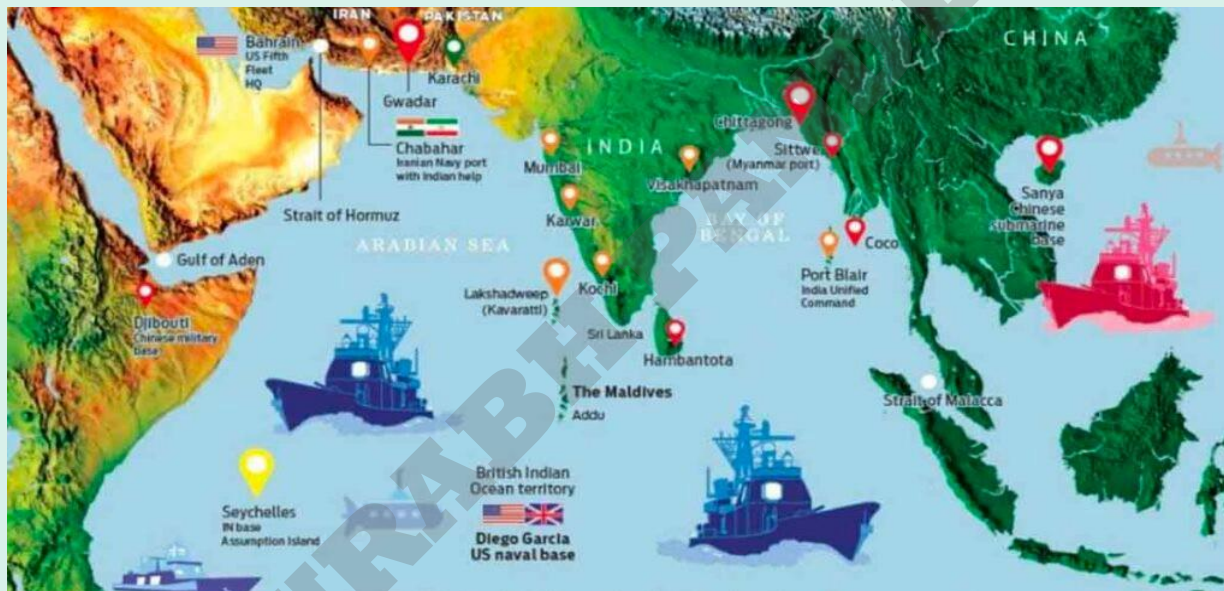 IRAN
PAKISTAN
CHINA
Bahrain
US Fifth
Fleet
HQ
Karachi
Gwadar
Chabahar
Iranian Navy port
with Indian help
Strait of Hormuz
INDIA
Mumbai
Karwar
Visakhapatnam
Chittagong
Sittwe
(Myanmar port)
Sanya
Chinese
submarine
base
ARABIAN SEA
BAY OF
BENGAL
Coco
Port Blair
India Unified
Command
Gulf of Aden
Djibouti
Chinese military
base
Lakshadweep
(Kavaratti)
Kochi
Sri Lanka
Hambantota
The Maldives
Addu
Strait of Malacca
Seychelles
IN base
Assumption Island
British Indian
Ocean territory
Diego Garcia
US naval base